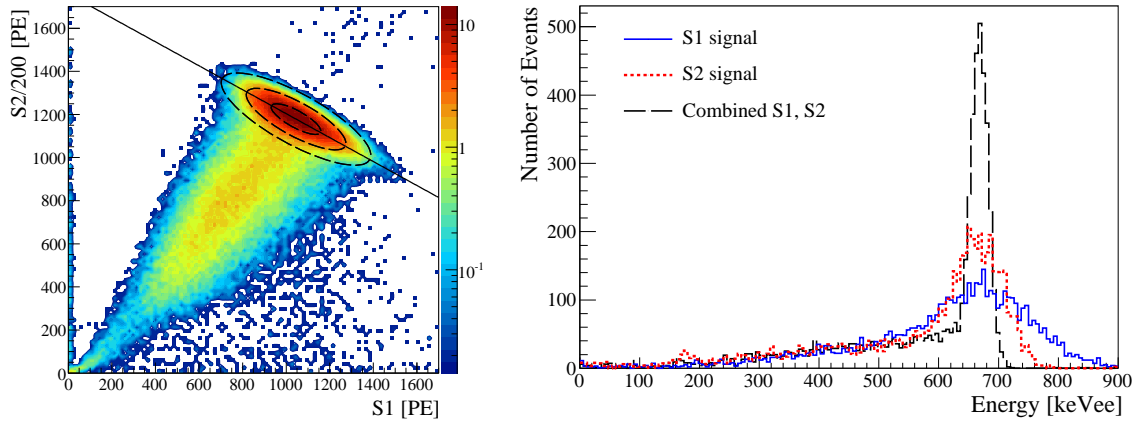 S2/200 [PE]
1600
1400
1200
1000
800
600
400
200
0
0 200 400 600 800 1000 1200 1400 1600
S1 [PE]
10
1
10-1
Number of Events
500
400
300
200
100
0
0 100 200 300 400 500 600 700 800 900
Energy [keVee]
S1 signal
S2 signal
Combined S1, S2